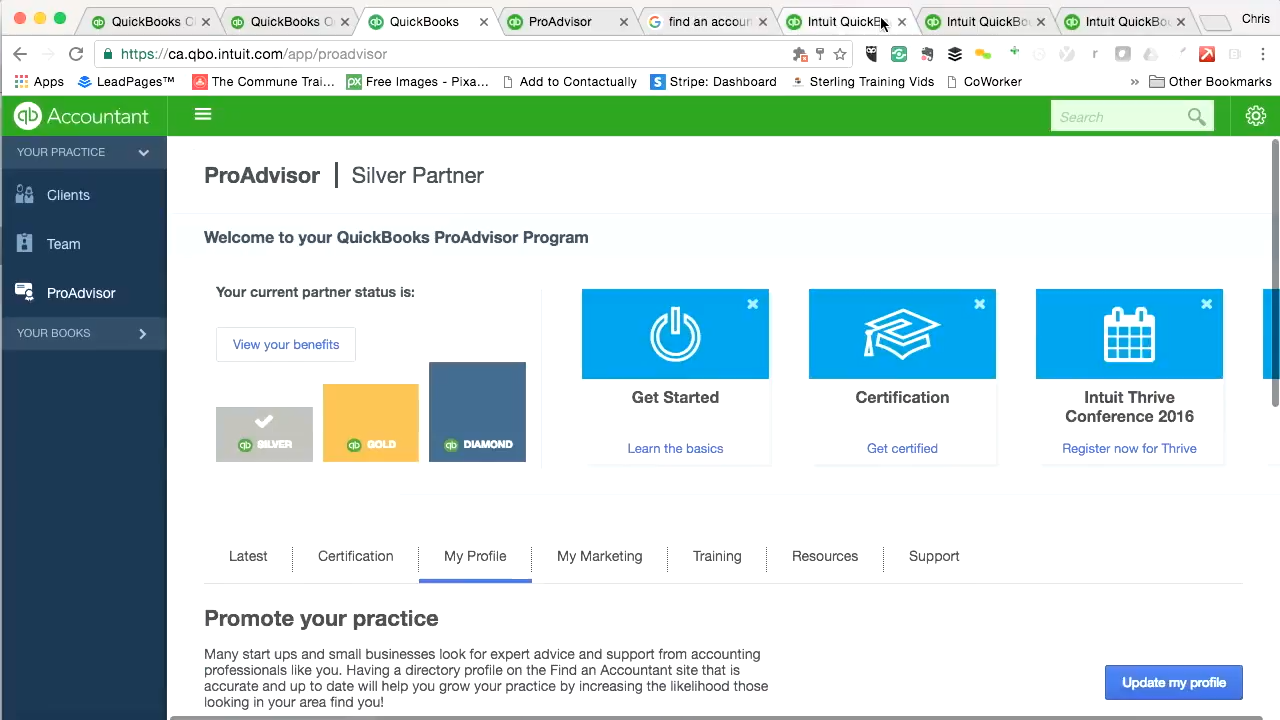 QuickBooks O
QuickBooks O
QuickBooks
ProAdvisor
find an accoun
Intuit QuickB
Intuit QuickBo
Intuit QuickBo
Chris
https://ca.qbo.intuit.com/app/proadvisor
Apps
LeadPages™
The Commune Trai...
Free Images - Pixa...
Add to Contactually
Stripe: Dashboard
Sterling Training Vids
CoWorker
»
Other Bookmarks
qb Accountant
Search
YOUR PRACTICE
Clients
Team
ProAdvisor
YOUR BOOKS
ProAdvisor | Silver Partner
Welcome to your QuickBooks ProAdvisor Program
Your current partner status is:
View your benefits
qb SILVER
qb GOLD
qb DIAMOND
Get Started
Learn the basics
Certification
Get certified
Intuit Thrive
Conference 2016
Register now for Thrive
Latest
Certification
My Profile
My Marketing
Training
Resources
Support
Promote your practice
Many start ups and small businesses look for expert advice and support from accounting
professionals like you. Having a directory profile on the Find an Accountant site that is
accurate and up to date will help you grow your practice by increasing the likelihood those
looking in your area find you!
Update my profile